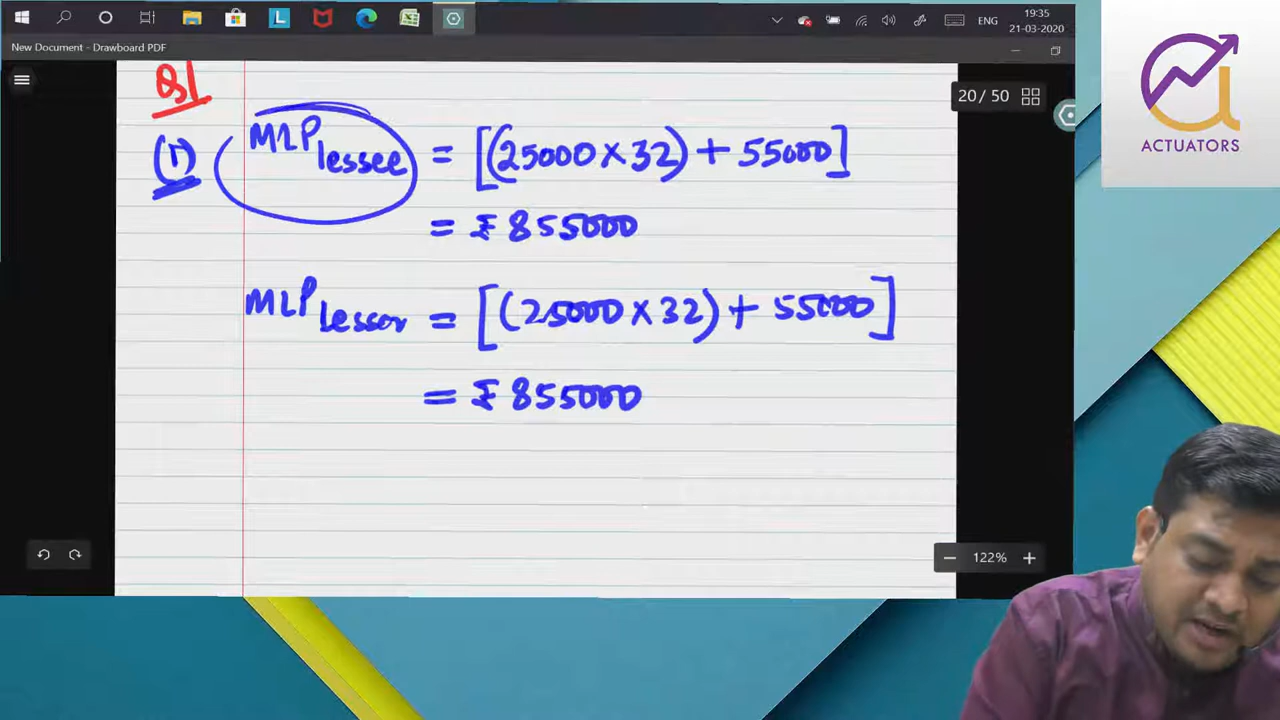 19:35
ENG
21-03-2020
New Document - Drawboard PDF
ACTUATORS
20 / 50
Q1
(1) MLP lessee = [(25000 × 32) + 55000]
= ₹ 855000
MLP lessor = [(25000 × 32) + 55000]
= ₹ 855000
122%